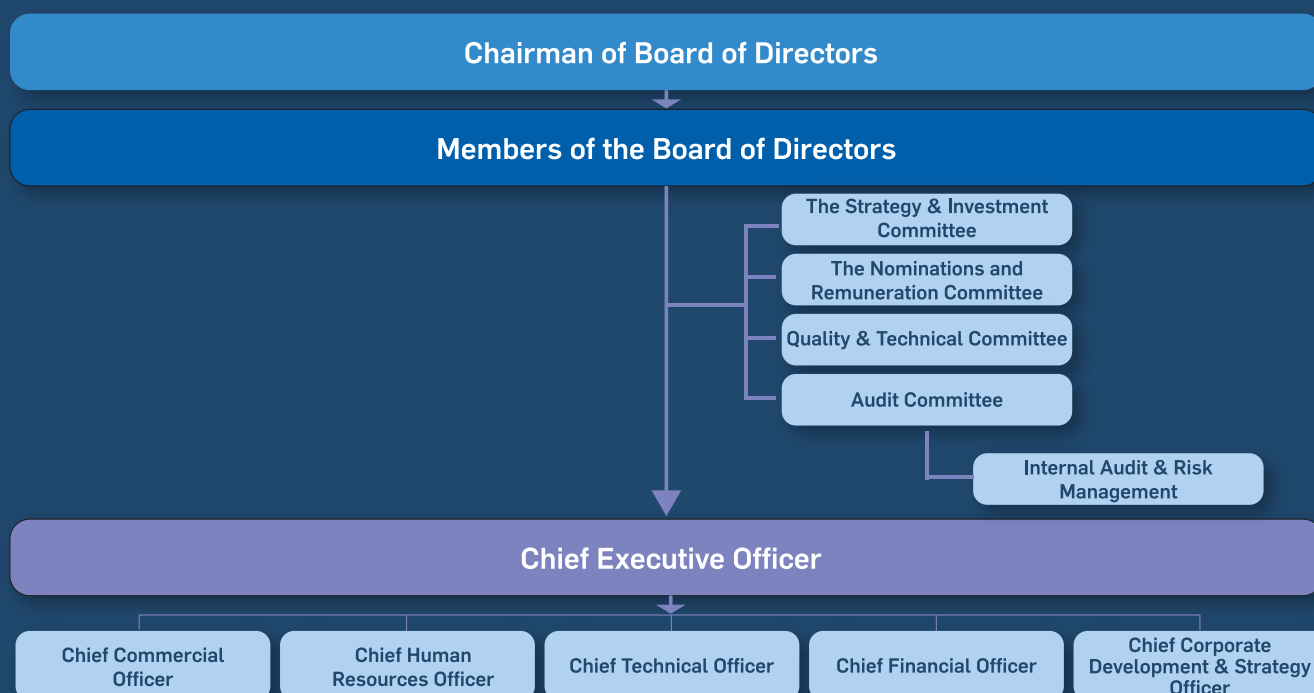 Chairman of Board of Directors
Members of the Board of Directors
The Strategy & Investment
Committee
The Nominations and
Remuneration Committee
Quality & Technical Committee
Audit Committee
Internal Audit & Risk
Management
Chief Executive Officer
Chief Commercial
Officer
Chief Human
Resources Officer
Chief Technical Officer
Chief Financial Officer
Chief Corporate
Development & Strategy
Officer